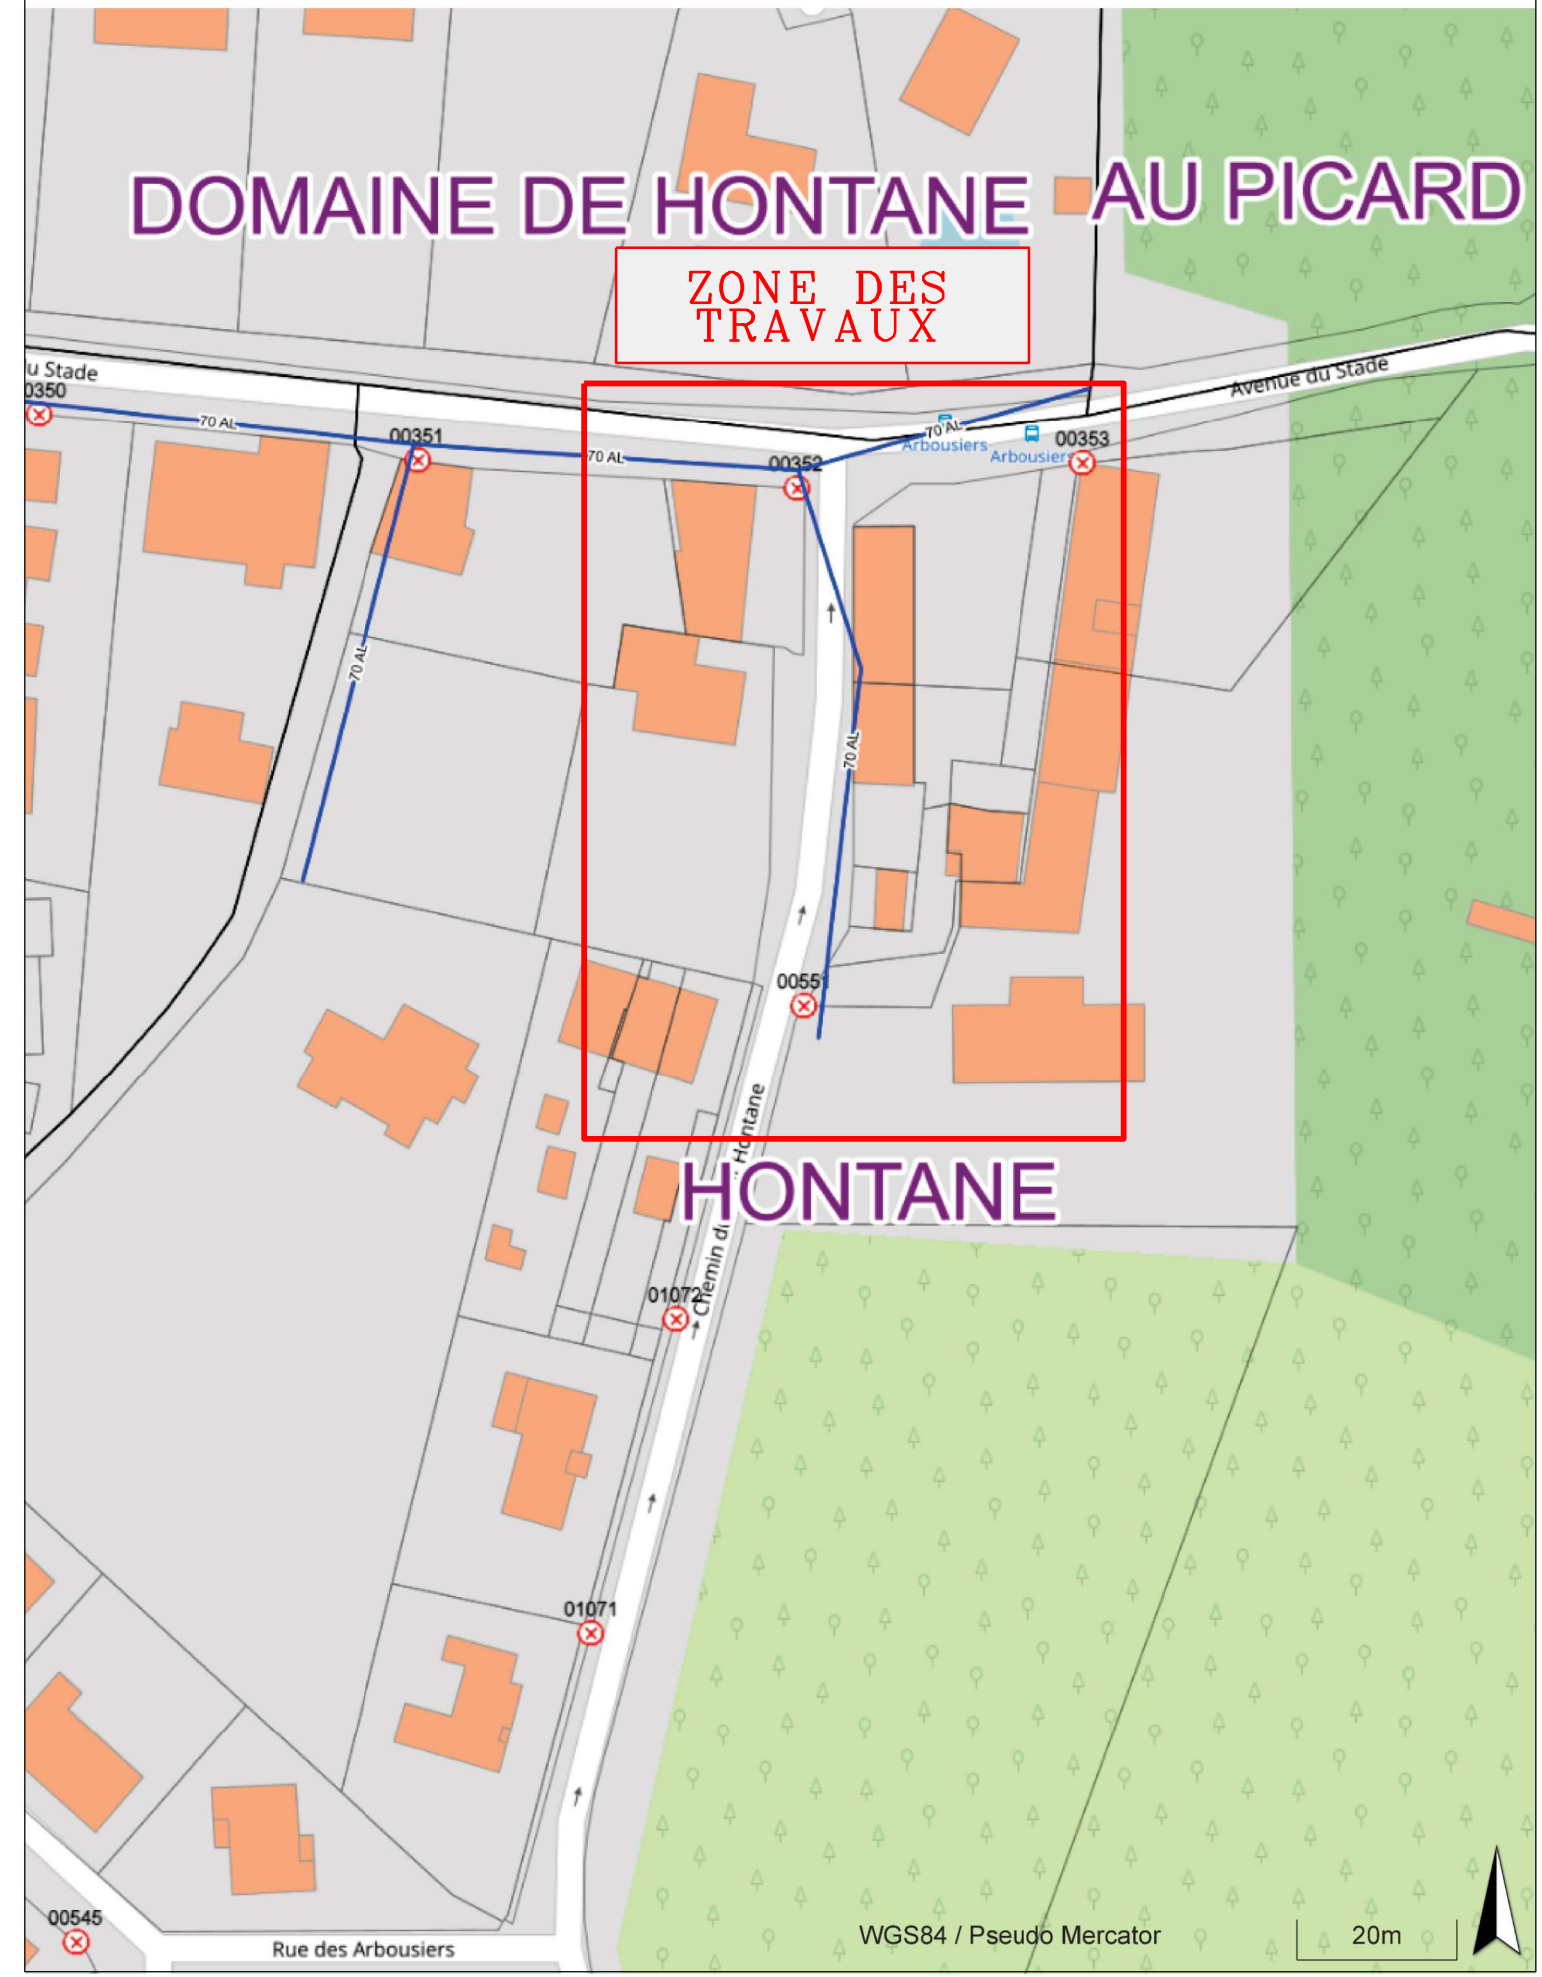 DOMAINE DE HONTANE
AU PICARD
ZONE DES
TRAVAUX
u Stade
0350
70 AL
00351
70 AL
00352
70 AL
Arbousiers
Arbousiers
00353
Avenue du Stade
70 AL
70 AL
00551
HONTANE
Chemin du Hontane
01072
01071
00545
Rue des Arbousiers
WGS84 / Pseudo Mercator
20m